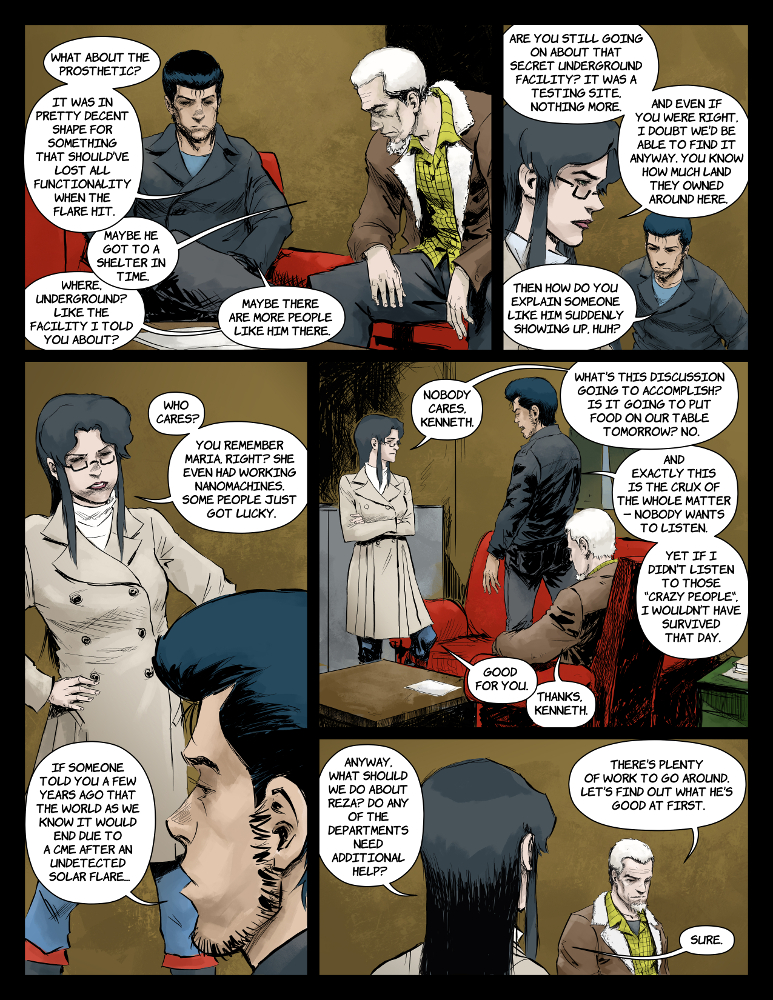 WHAT ABOUT THE
PROSTHETIC?
IT WAS IN
PRETTY DECENT
SHAPE FOR
SOMETHING
THAT SHOULD'VE
LOST ALL
FUNCTIONALITY
WHEN THE
FLARE HIT.
MAYBE HE
GOT TO A
SHELTER IN
TIME.
WHERE,
UNDERGROUND?
LIKE THE
FACILITY I TOLD
YOU ABOUT?
MAYBE THERE
ARE MORE PEOPLE
LIKE HIM THERE.
ARE YOU STILL GOING
ON ABOUT THAT
SECRET UNDERGROUND
FACILITY? IT WAS A
TESTING SITE,
NOTHING MORE.
AND EVEN IF
YOU WERE RIGHT,
I DOUBT WE'D BE
ABLE TO FIND IT
ANYWAY. YOU KNOW
HOW MUCH LAND
THEY OWNED
AROUND HERE.
THEN HOW DO YOU
EXPLAIN SOMEONE
LIKE HIM SUDDENLY
SHOWING UP, HUH?
WHO
CARES?
YOU REMEMBER
MARIA, RIGHT? SHE
EVEN HAD WORKING
NANOMACHINES.
SOME PEOPLE JUST
GOT LUCKY.
IF SOMEONE
TOLD YOU A FEW
YEARS AGO THAT
THE WORLD AS WE
KNOW IT WOULD
END DUE TO
A CME AFTER AN
UNDETECTED
SOLAR FLARE...
NOBODY
CARES,
KENNETH.
WHAT'S THIS DISCUSSION
GOING TO ACCOMPLISH?
IS IT GOING TO PUT
FOOD ON OUR TABLE
TOMORROW? NO.
AND
EXACTLY THIS
IS THE CRUX OF
THE WHOLE MATTER
– NOBODY WANTS
TO LISTEN.
YET IF I
DIDN'T LISTEN
TO THOSE
"CRAZY PEOPLE",
I WOULDN'T HAVE
SURVIVED
THAT DAY.
GOOD
FOR YOU.
THANKS,
KENNETH.
ANYWAY,
WHAT SHOULD
WE DO ABOUT
REZA? DO ANY
OF THE
DEPARTMENTS
NEED
ADDITIONAL
HELP?
THERE'S PLENTY
OF WORK TO GO AROUND.
LET'S FIND OUT WHAT HE'S
GOOD AT FIRST.
SURE.